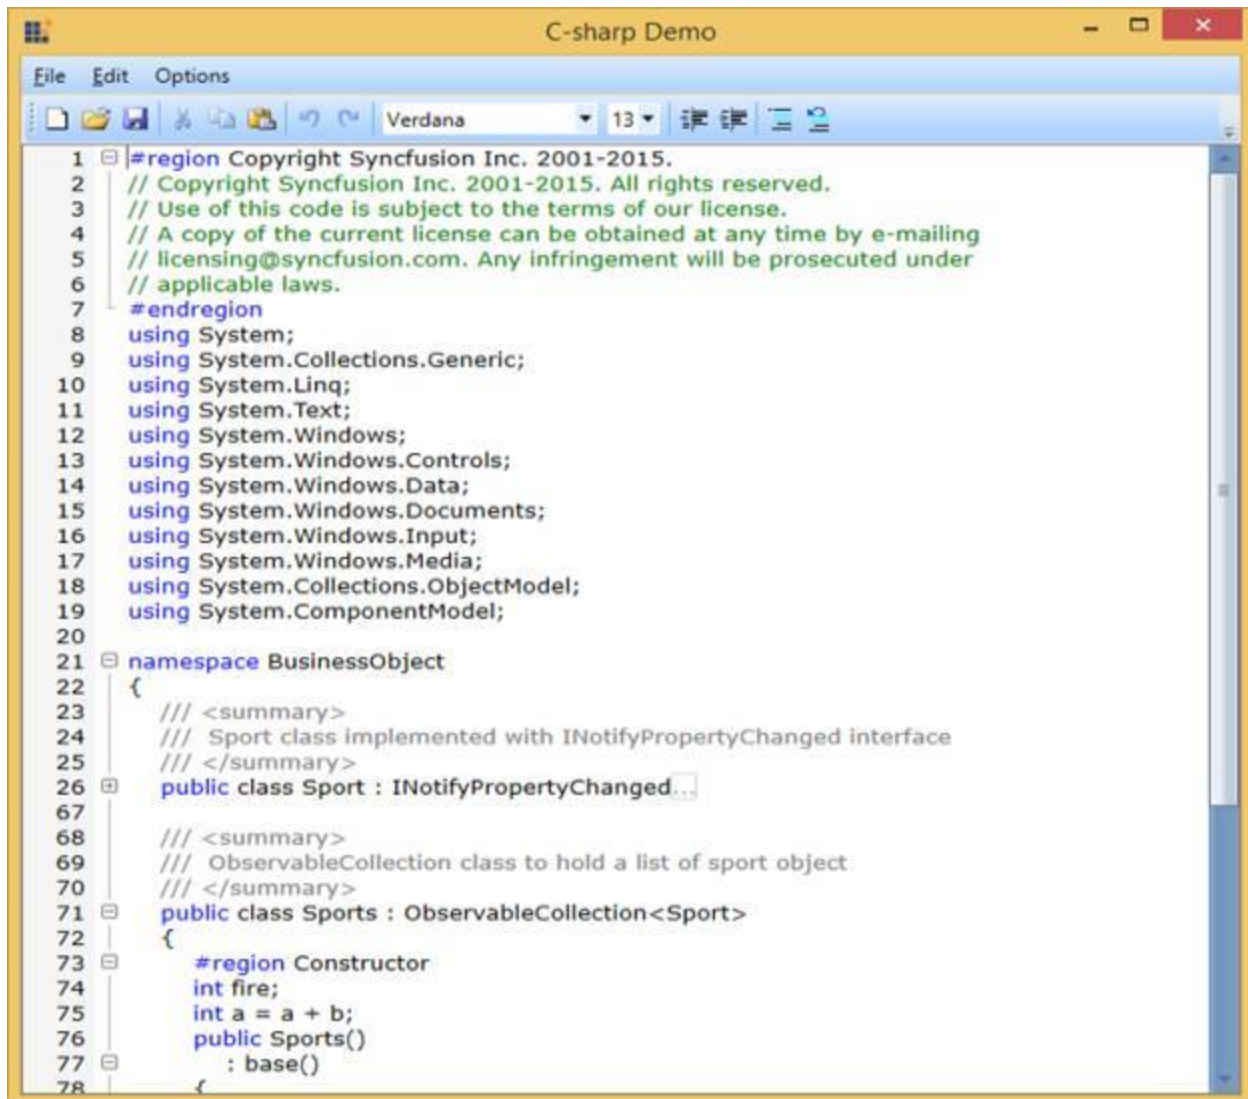 C-sharp Demo
File Edit Options
Verdana 13
1 #region Copyright Syncfusion Inc. 2001-2015.
2 // Copyright Syncfusion Inc. 2001-2015. All rights reserved.
3 // Use of this code is subject to the terms of our license.
4 // A copy of the current license can be obtained at any time by e-mailing
5 // licensing@syncfusion.com. Any infringement will be prosecuted under
6 // applicable laws.
7 #endregion
8 using System;
9 using System.Collections.Generic;
10 using System.Linq;
11 using System.Text;
12 using System.Windows;
13 using System.Windows.Controls;
14 using System.Windows.Data;
15 using System.Windows.Documents;
16 using System.Windows.Input;
17 using System.Windows.Media;
18 using System.Collections.ObjectModel;
19 using System.ComponentModel;
20
21 namespace BusinessObject
22 {
23 /// <summary>
24 /// Sport class implemented with INotifyPropertyChanged interface
25 /// </summary>
26 public class Sport : INotifyPropertyChanged...
67
68 /// <summary>
69 /// ObservableCollection class to hold a list of sport object
70 /// </summary>
71 public class Sports : ObservableCollection<Sport>
72 {
73 #region Constructor
74 int fire;
75 int a = a + b;
76 public Sports()
77 : base()
78 {